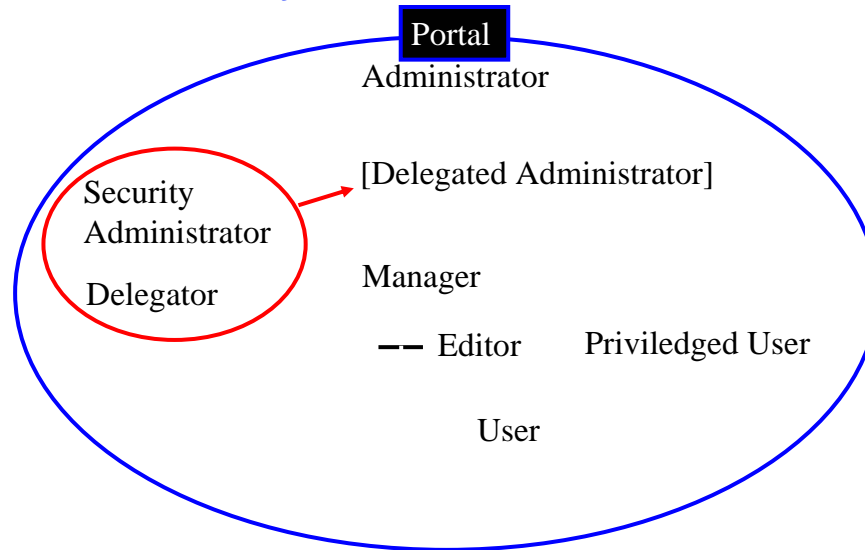 Portal
Administrator
[Delegated Administrator]
Security
Administrator
Delegator
Manager
Editor
Priviledged User
User